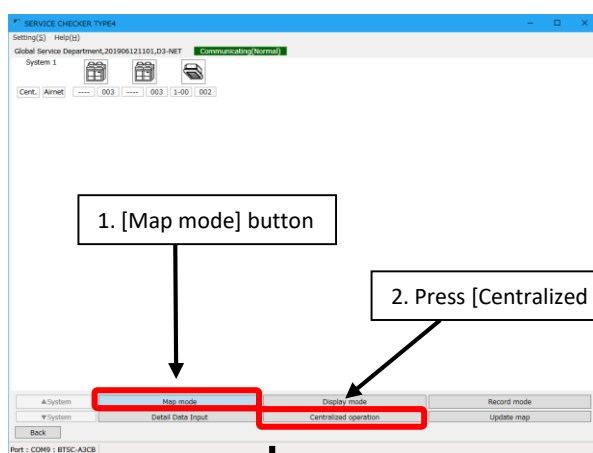 SERVICE CHECKER TYPE4
Setting(S) Help(H)
Global Service Department,201906121101,D3-NET Communicating(Normal)
System 1
Cent. Airnet ---- 003 ---- 003 1-00 002
1. [Map mode] button
2. Press [Centralized
▲System Map mode Display mode Record mode
▼System Detail Data Input Centralized operation Update map
Back
Port : COM9 : BTSC-A3CB